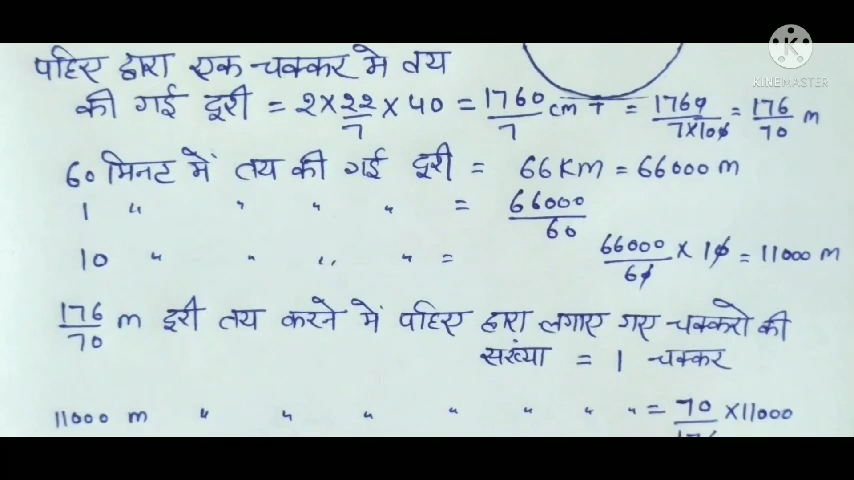 KINEMASTER
पहिए द्वारा एक चक्कर मे तय
की गई दूरी = 2 × 22/7 × 40 = 1760/7 cm = 1760/7×100 = 176/70 m
60 मिनट में तय की गई दूरी = 66 KM = 66000 m
1 " " " " = 66000/60
10 " " " " = 66000/60 × 10 = 11000 m
176/70 m दूरी तय करने में पहिए द्वारा लगाए गए चक्करो की
सख्ंया = 1 चक्कर
11000 m " " " " " " " = 70/176 × 11000